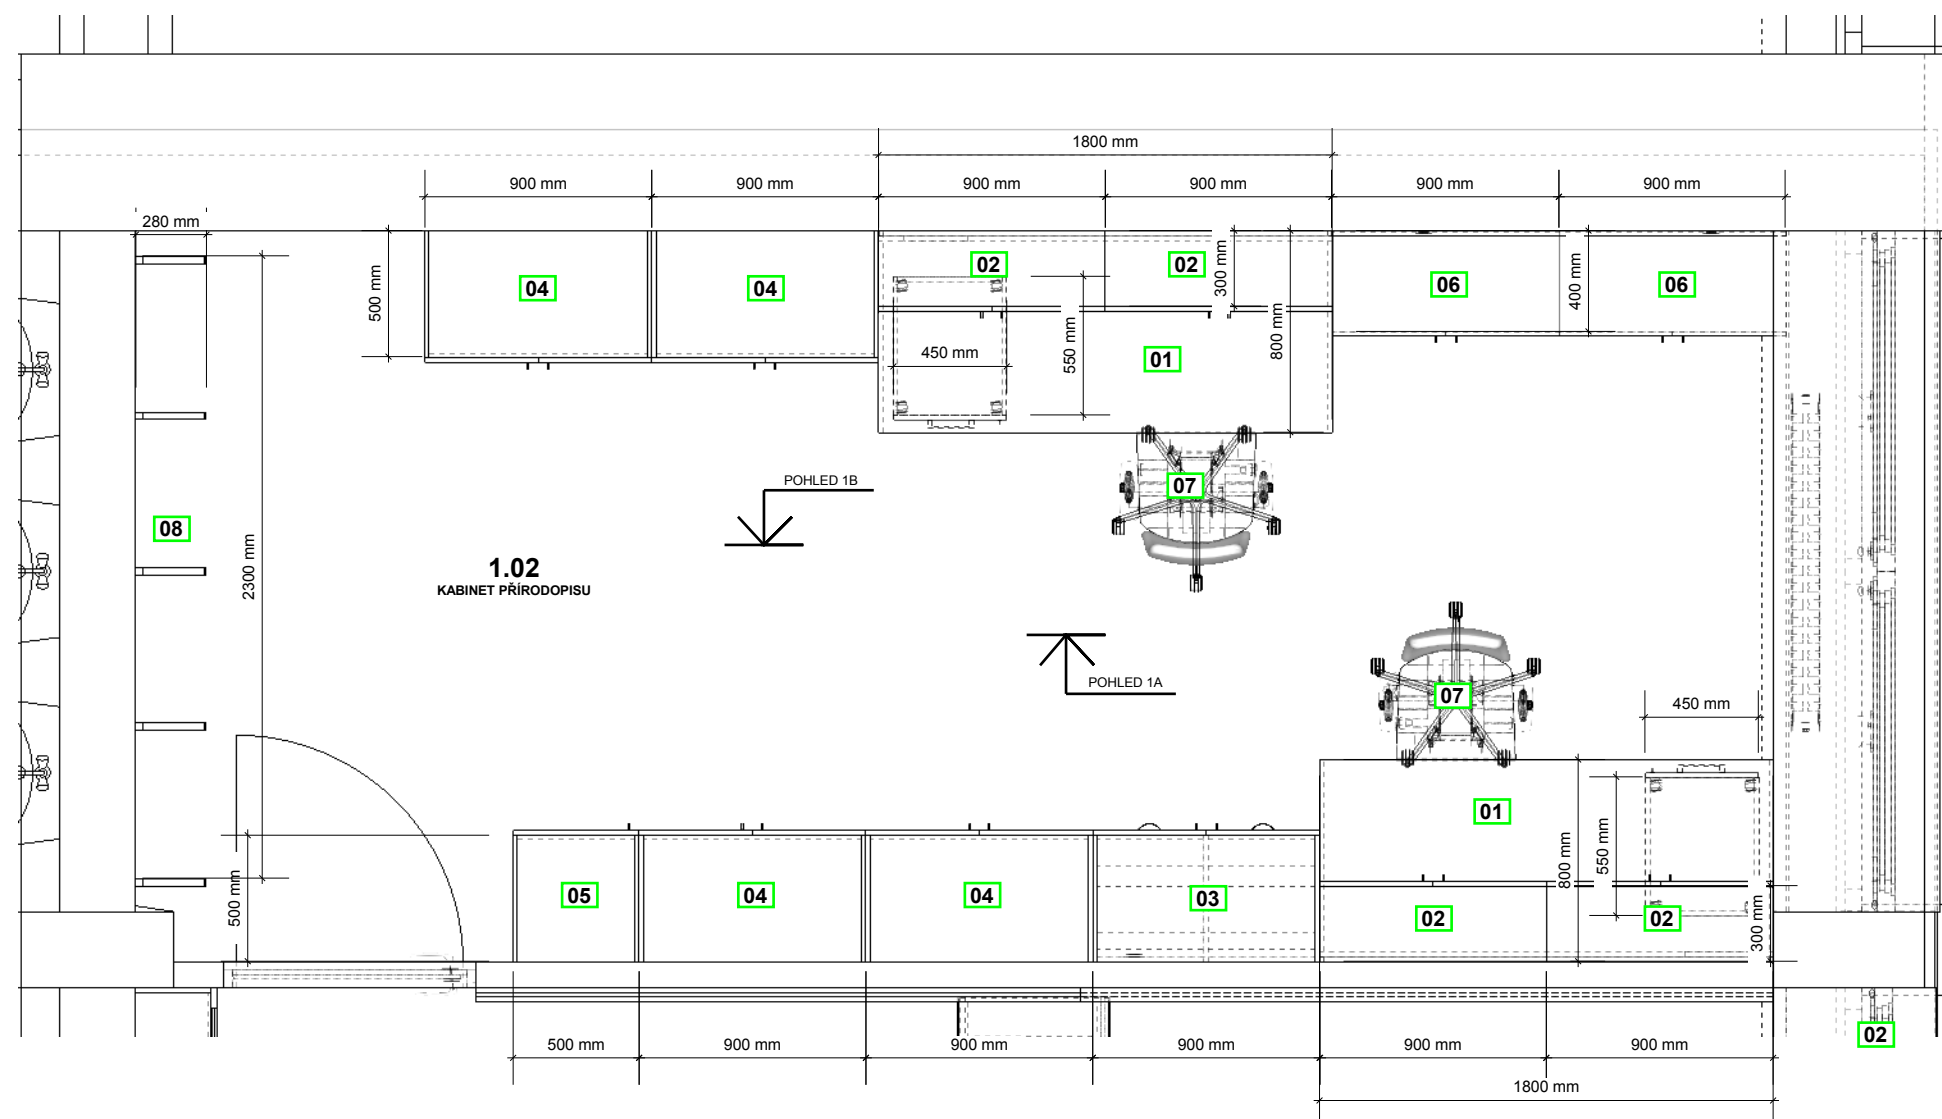 1800 mm
900 mm
900 mm
900 mm
900 mm
900 mm
900 mm
280 mm
500 mm
04
04
02
02
300 mm
800 mm
550 mm
450 mm
01
06
400 mm
06
POHLED 1B
07
08
2300 mm
1.02
KABINET PŘÍRODOPISU
POHLED 1A
07
450 mm
01
550 mm
800 mm
500 mm
05
04
04
03
02
02
300 mm
02
500 mm
900 mm
900 mm
900 mm
900 mm
900 mm
1800 mm